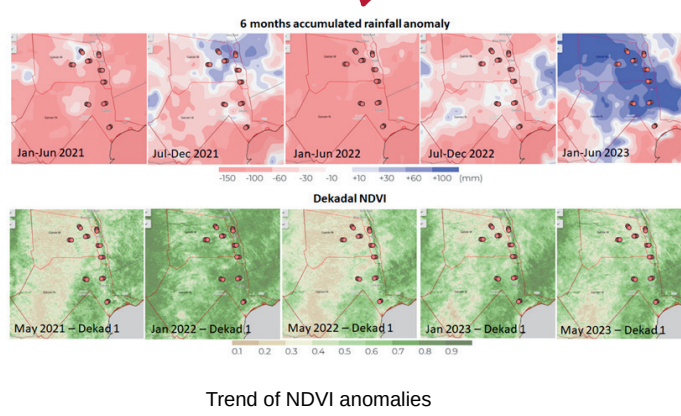 6 months accumulated rainfall anomaly
Jan-Jun 2021
Jul-Dec 2021
Jan-Jun 2022
Jul-Dec 2022
Jan-Jun 2023
-150 -100 -60 -30 -10 +10 +30 +60 +100 (mm)
Dekadal NDVI
May 2021 – Dekad 1
Jan 2022 – Dekad 1
May 2022 – Dekad 1
Jan 2023 – Dekad 1
May 2023 – Dekad 1
0.1 0.2 0.3 0.4 0.5 0.6 0.7 0.8 0.9
Trend of NDVI anomalies